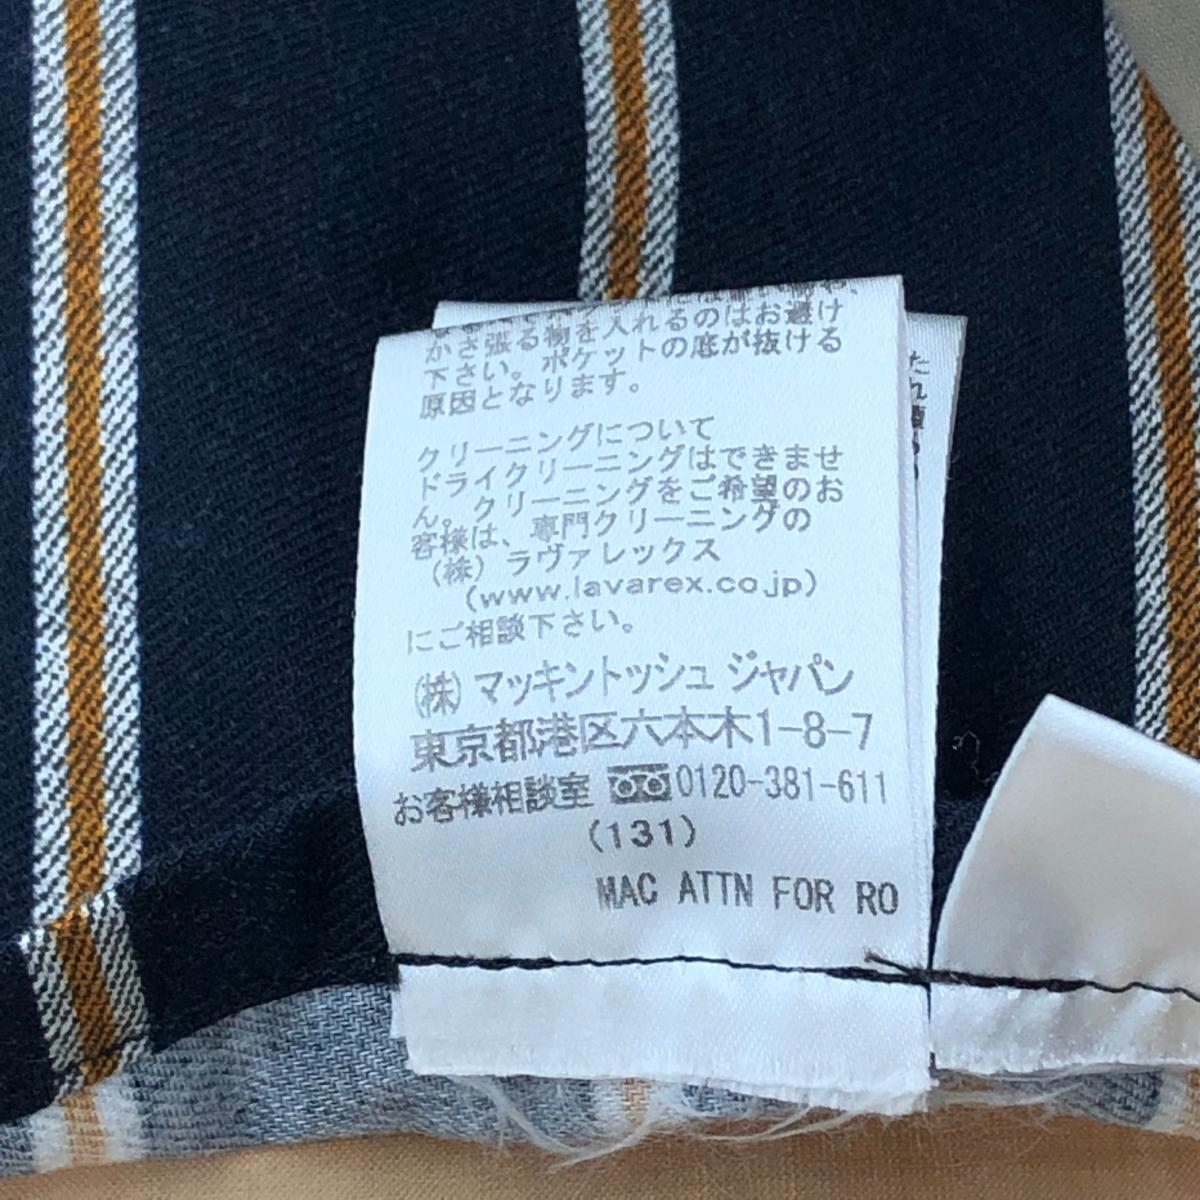 かさ張る物を入れるのはお避け
下さい。ポケットの底が抜ける
原因となります。
クリーニングについて
ドライクリーニングはできませ
ん。クリーニングをご希望のお
客様は、専門クリーニングの
(株) ラヴァレックス
(www.lavarex.co.jp)
にご相談下さい。
(株) マッキントッシュ ジャパン
東京都港区六本木1-8-7
お客様相談室 0120-381-611
(131)
MAC ATTN FOR RO